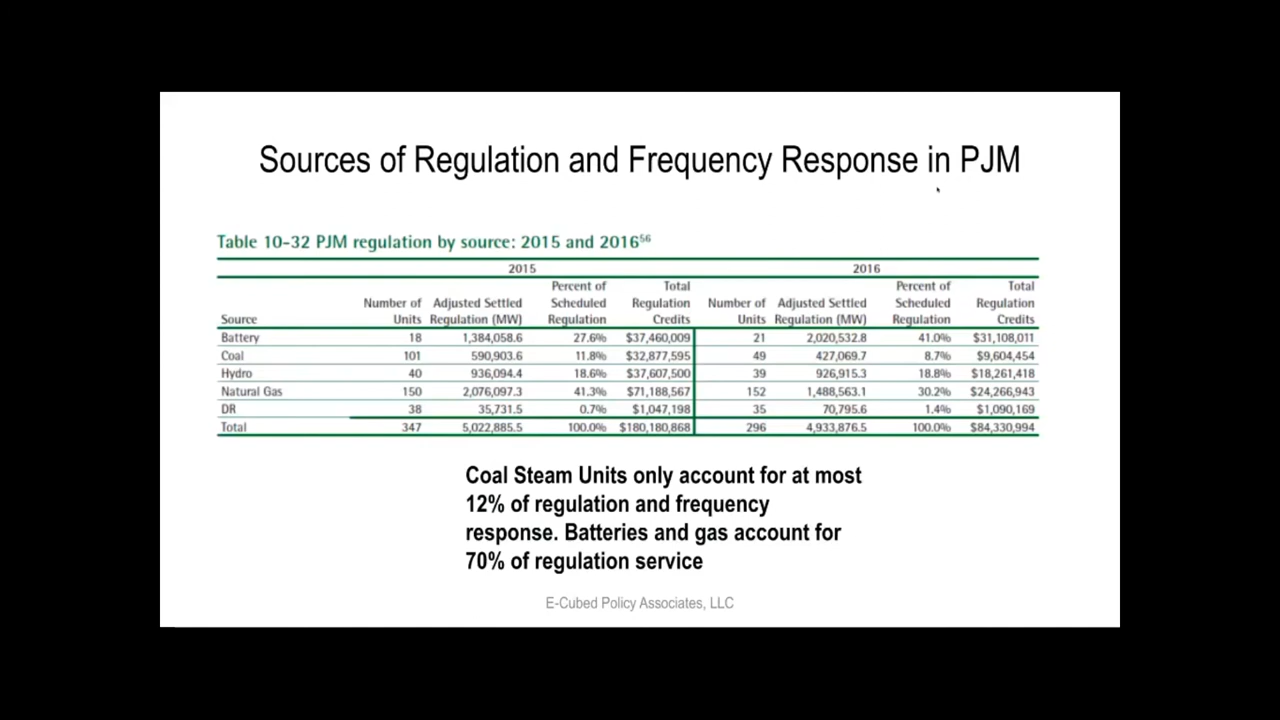 Sources of Regulation and Frequency Response in PJM
Table 10-32 PJM regulation by source: 2015 and 2016⁵⁶
2015 2016
Percent of Total Percent of Total
Number of Adjusted Settled Scheduled Regulation Number of Adjusted Settled Scheduled Regulation
Source Units Regulation (MW) Regulation Credits Units Regulation (MW) Regulation Credits
Battery 18 1,384,058.6 27.6% $37,460,009 21 2,020,532.8 41.0% $31,108,011
Coal 101 590,903.6 11.8% $32,877,595 49 427,069.7 8.7% $9,604,454
Hydro 40 936,094.4 18.6% $37,607,500 39 926,915.3 18.8% $18,261,418
Natural Gas 150 2,076,097.3 41.3% $71,188,567 152 1,488,563.1 30.2% $24,266,943
DR 38 35,731.5 0.7% $1,047,198 35 70,795.6 1.4% $1,090,169
Total 347 5,022,885.5 100.0% $180,180,868 296 4,933,876.5 100.0% $84,330,994
Coal Steam Units only account for at most
12% of regulation and frequency
response. Batteries and gas account for
70% of regulation service
E-Cubed Policy Associates, LLC